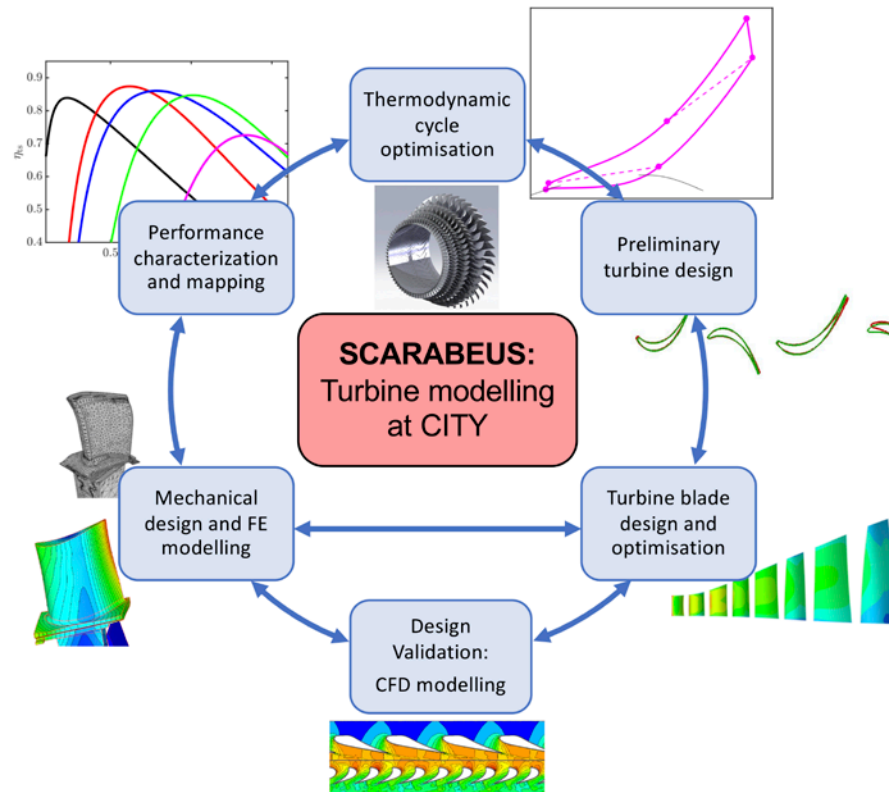 0.9
0.8
0.7
0.6
0.5
0.4
0.5
Thermodynamic
cycle
optimisation
Performance
characterization
and mapping
Preliminary
turbine design
SCARABEUS:
Turbine modelling
at CITY
Mechanical
design and FE
modelling
Turbine blade
design and
optimisation
Design
Validation:
CFD modelling